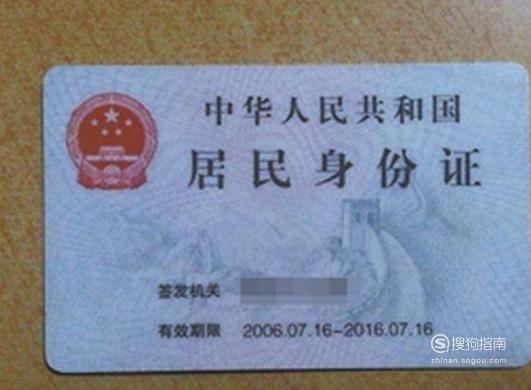 中华人民共和国
居民身份证
签发机关
有效期限 2006.07.16-2016.07.16
S 搜狗指南
zhinan.sogou.com